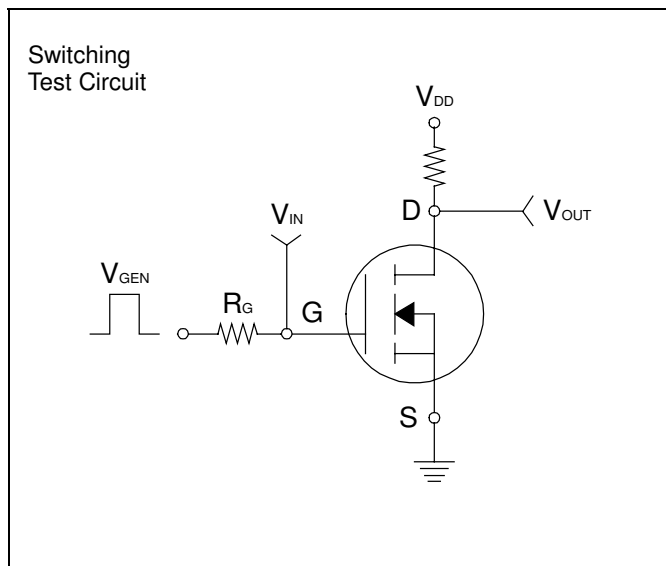 Switching
Test Circuit
VDD
D
VOUT
VIN
VGEN
RG
G
S